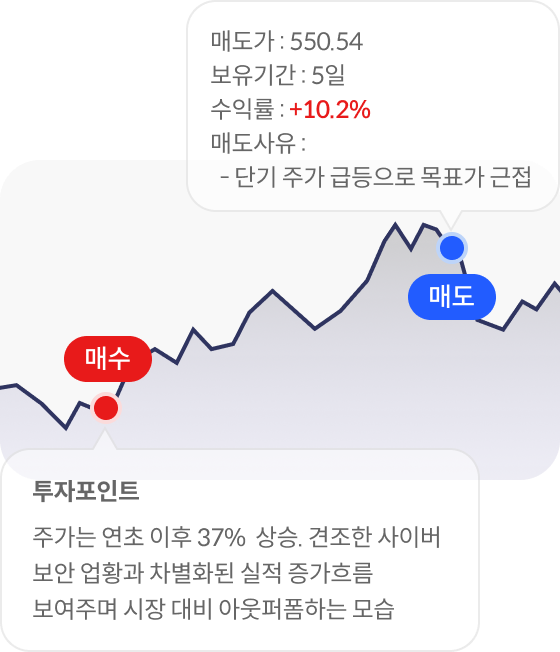 매도가 : 550.54
보유기간 : 5일
수익률 : +10.2%
매도사유 :
- 단기 주가 급등으로 목표가 근접
매도
매수
투자포인트
주가는 연초 이후 37% 상승. 견조한 사이버
보안 업황과 차별화된 실적 증가흐름
보여주며 시장 대비 아웃퍼폼하는 모습